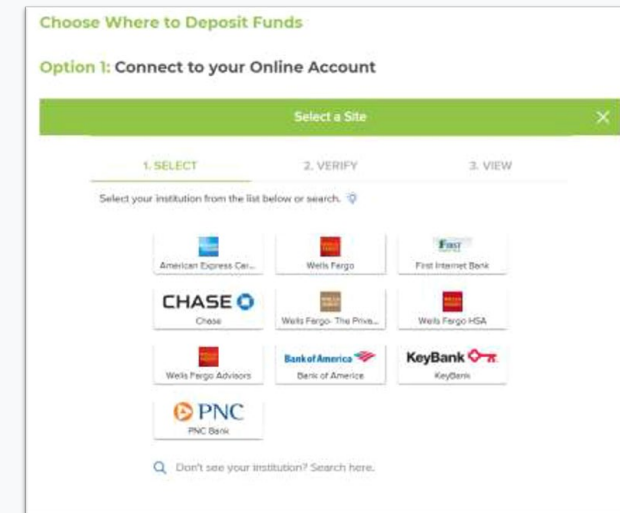 Choose Where to Deposit Funds
Option 1: Connect to your Online Account
Select a Site
1. SELECT 2. VERIFY 3. VIEW
Select your institution from the list below or search.
FIRST
American Express Car... Wells Fargo First Internet Bank
CHASE
Chase Wells Fargo- The Priva... Wells Fargo HSA
Bank of America KeyBank
Wells Fargo Advisors Bank of America KeyBank
PNC
PNC Bank
Don't see your institution? Search here.